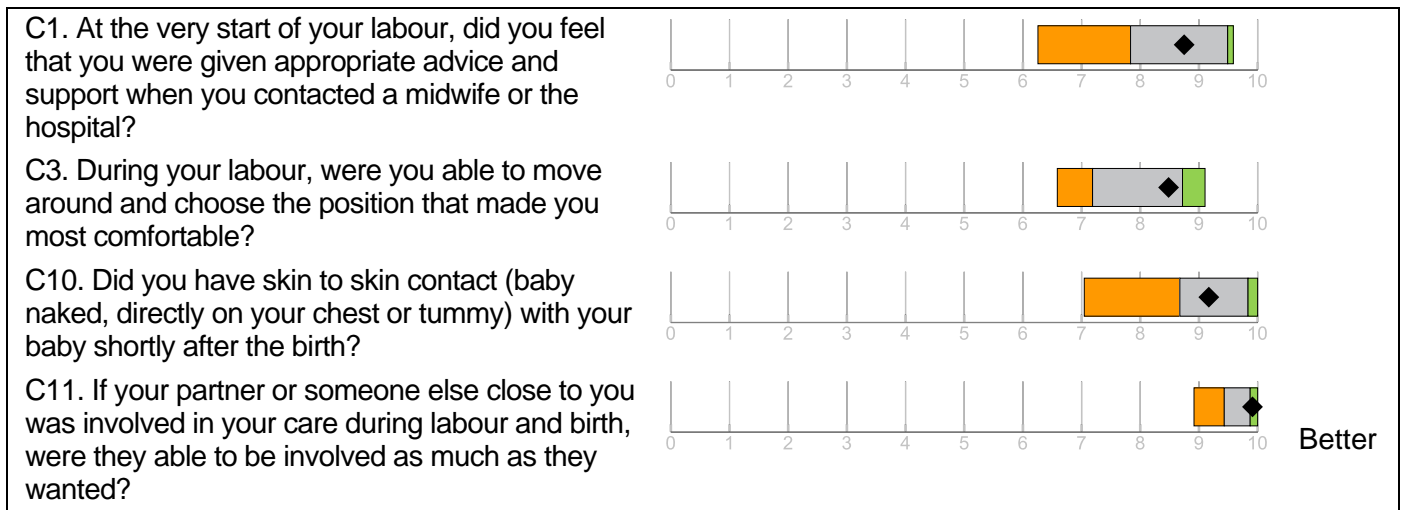 C1. At the very start of your labour, did you feel
that you were given appropriate advice and
support when you contacted a midwife or the
hospital?
0 1 2 3 4 5 6 7 8 9 10
C3. During your labour, were you able to move
around and choose the position that made you
most comfortable?
0 1 2 3 4 5 6 7 8 9 10
C10. Did you have skin to skin contact (baby
naked, directly on your chest or tummy) with your
baby shortly after the birth?
0 1 2 3 4 5 6 7 8 9 10
C11. If your partner or someone else close to you
was involved in your care during labour and birth,
were they able to be involved as much as they
wanted?
0 1 2 3 4 5 6 7 8 9 10
Better